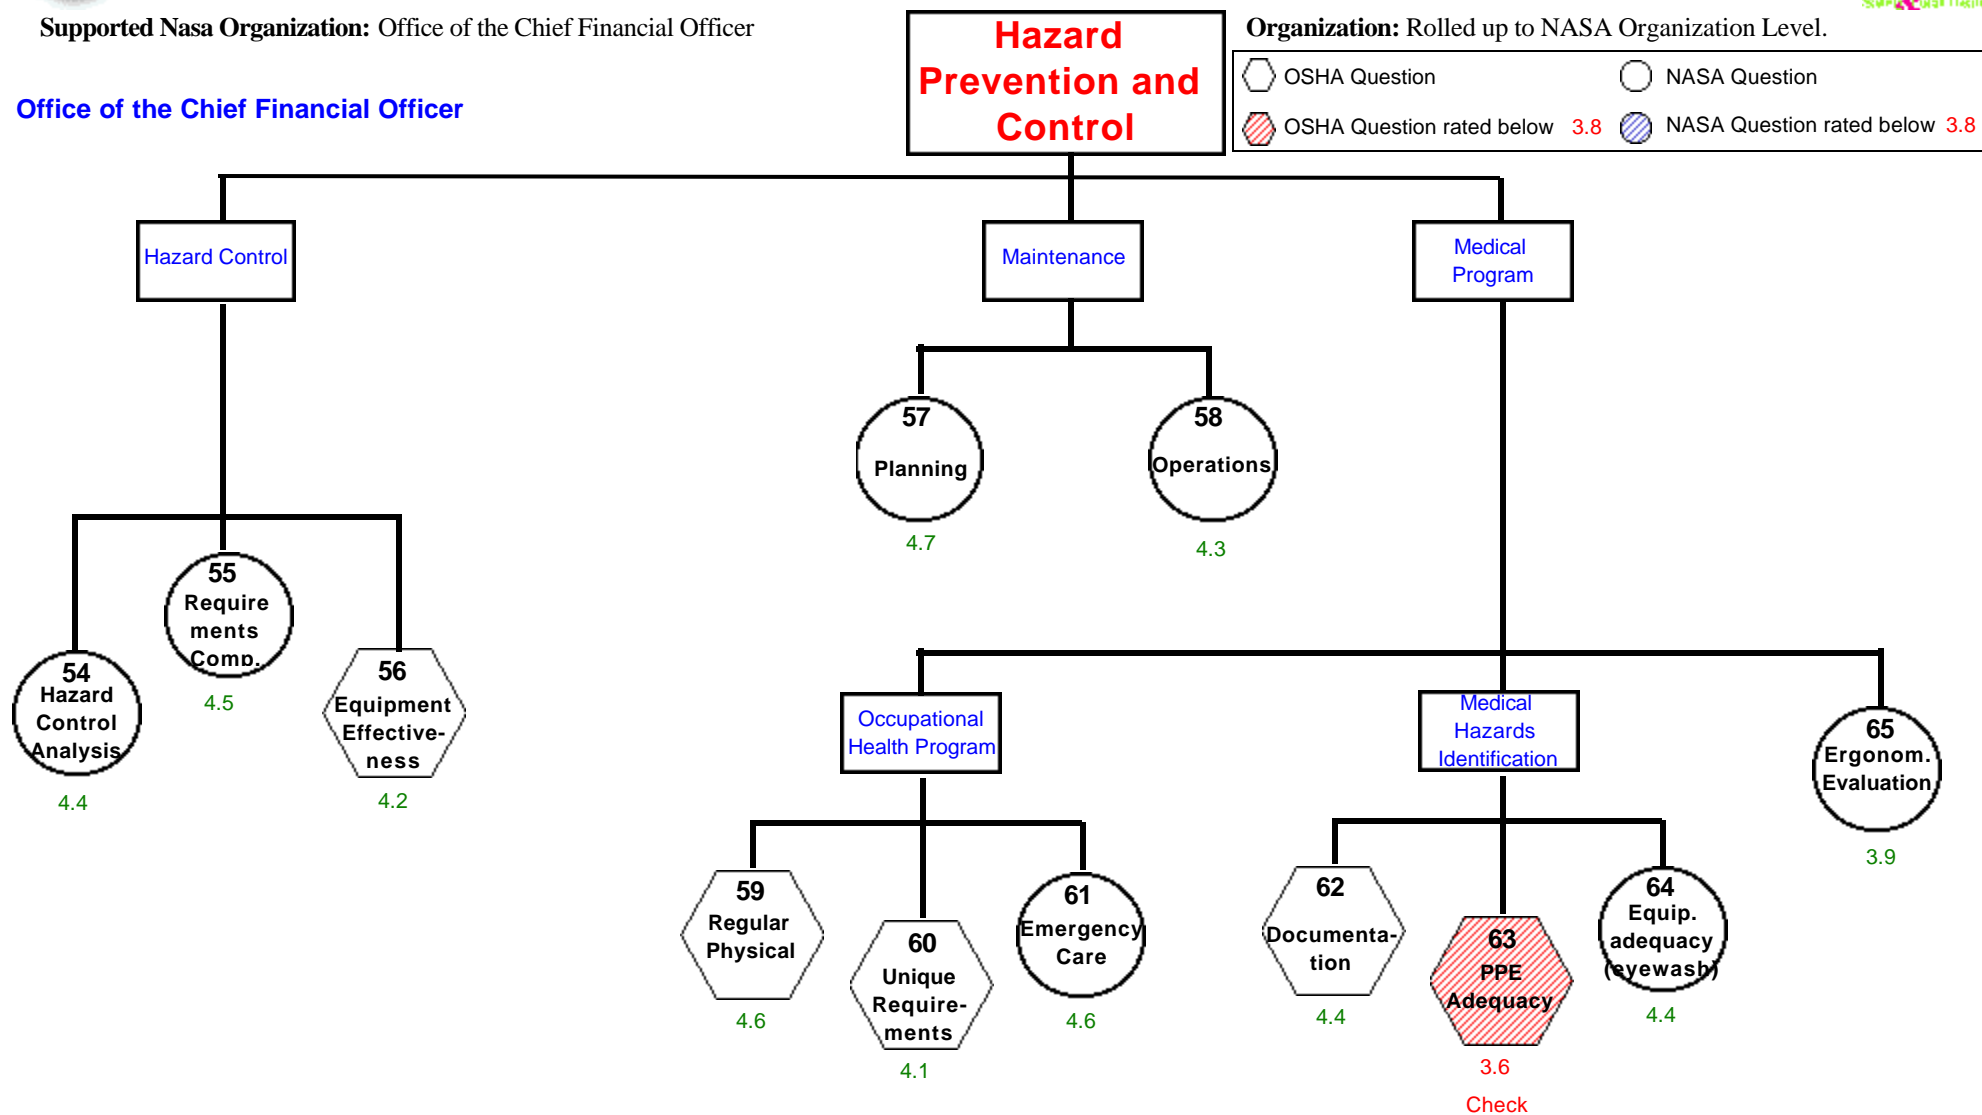 Supported Nasa Organization: Office of the Chief Financial Officer
Organization: Rolled up to NASA Organization Level.
Hazard
Prevention and
Control
Office of the Chief Financial Officer
OSHA Question
NASA Question
OSHA Question rated below 3.8
NASA Question rated below 3.8
Hazard Control
Maintenance
Medical
Program
57
Planning
4.7
58
Operations
4.3
54
Hazard
Control
Analysis
4.4
55
Require
ments
Comp.
4.5
56
Equipment
Effective-
ness
4.2
Occupational
Health Program
Medical
Hazards
Identification
65
Ergonom.
Evaluation
3.9
59
Regular
Physical
4.6
60
Unique
Require-
ments
4.1
61
Emergency
Care
4.6
62
Documenta-
tion
4.4
63
PPE
Adequacy
3.6
Check
64
Equip.
adequacy
(eyewash)
4.4